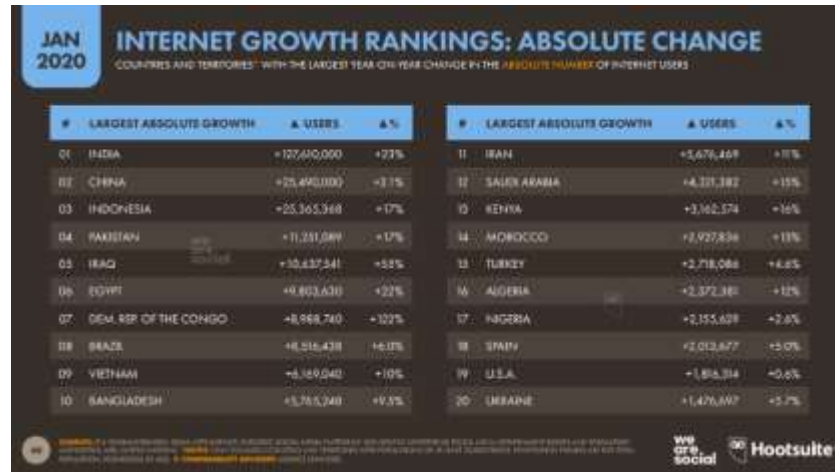 JAN
2020
INTERNET GROWTH RANKINGS: ABSOLUTE CHANGE
COUNTRIES AND TERRITORIES* WITH THE LARGEST YEAR-ON-YEAR CHANGE IN THE ABSOLUTE NUMBER OF INTERNET USERS
# LARGEST ABSOLUTE GROWTH ▲ USERS ▲%
01 INDIA +127,610,000 +23%
02 CHINA +25,490,000 +3.1%
03 INDONESIA +25,365,368 +17%
04 PAKISTAN +11,251,089 +17%
05 IRAQ +10,637,541 +55%
06 EGYPT +9,803,630 +22%
07 DEM. REP. OF THE CONGO +8,988,760 +122%
08 BRAZIL +8,516,438 +6.0%
09 VIETNAM +6,169,040 +10%
10 BANGLADESH +5,765,248 +9.5%
# LARGEST ABSOLUTE GROWTH ▲ USERS ▲%
11 IRAN +5,676,469 +11%
12 SAUDI ARABIA +4,321,382 +15%
13 KENYA +3,162,574 +16%
14 MOROCCO +2,927,836 +13%
15 TURKEY +2,718,086 +4.6%
16 ALGERIA +2,372,381 +12%
17 NIGERIA +2,155,629 +2.6%
18 SPAIN +2,013,677 +5.0%
19 U.S.A. +1,816,314 +0.6%
20 UKRAINE +1,476,697 +5.7%
we
are
social
Hootsuite